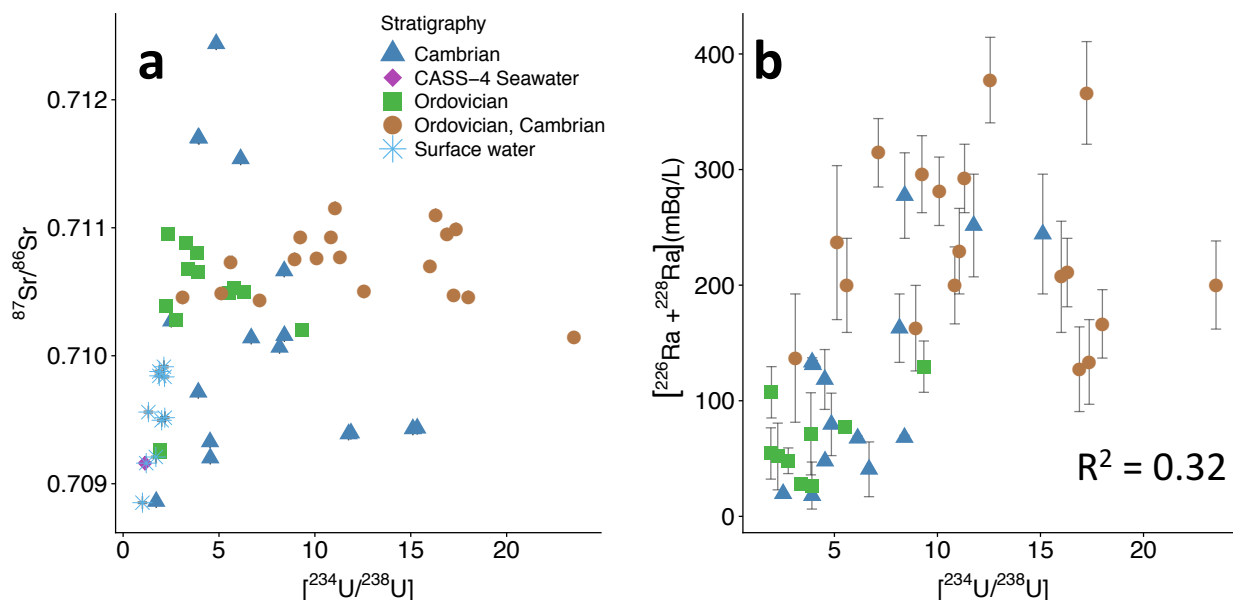 a
Stratigraphy
Cambrian
CASS−4 Seawater
Ordovician
Ordovician, Cambrian
Surface water
0.712
0.711
0.710
0.709
⁸⁷Sr/⁸⁶Sr
0 5 10 15 20
[²³⁴U/²³⁸U]
b
400
300
200
100
0
[²²⁶Ra + ²²⁸Ra](mBq/L)
R² = 0.32
5 10 15 20
[²³⁴U/²³⁸U]